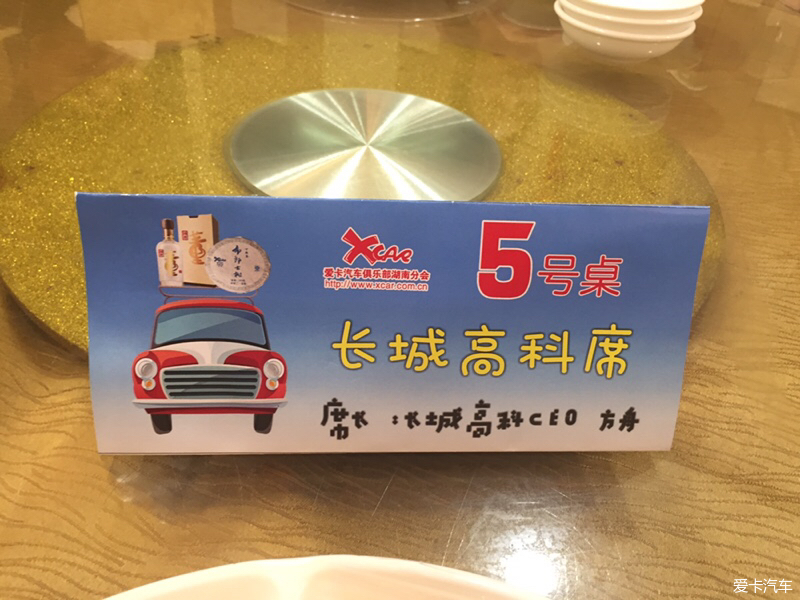 XCAR
爱卡汽车俱乐部湖南分会
http://www.xcar.com.cn
5号桌
长城高科席
席长 :长城高科CEO 方舟
爱卡汽车